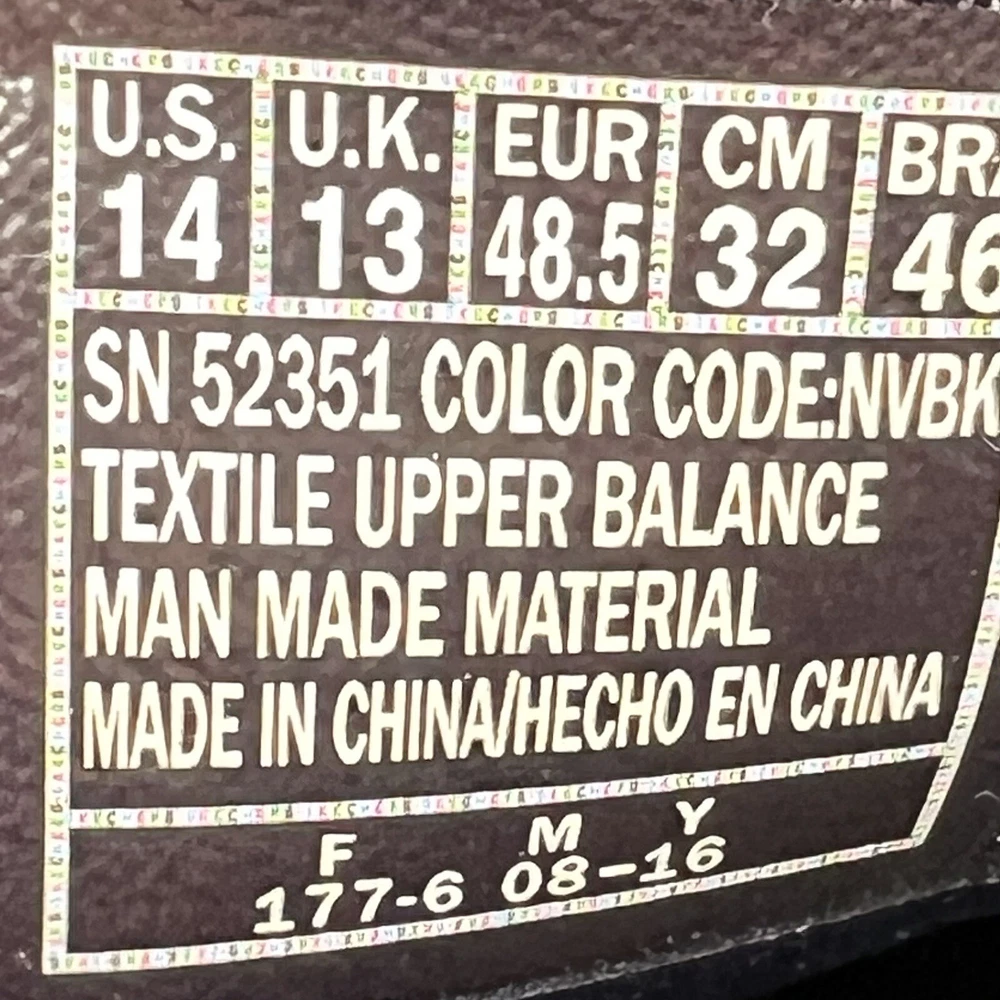 U.S. U.K. EUR CM
14 13 48.5 32
SN 52351 COLOR CODE:NVBK
TEXTILE UPPER BALANCE
MAN MADE MATERIAL
MADE IN CHINA/HECHO EN CHINA
F M Y
177-6 08-16